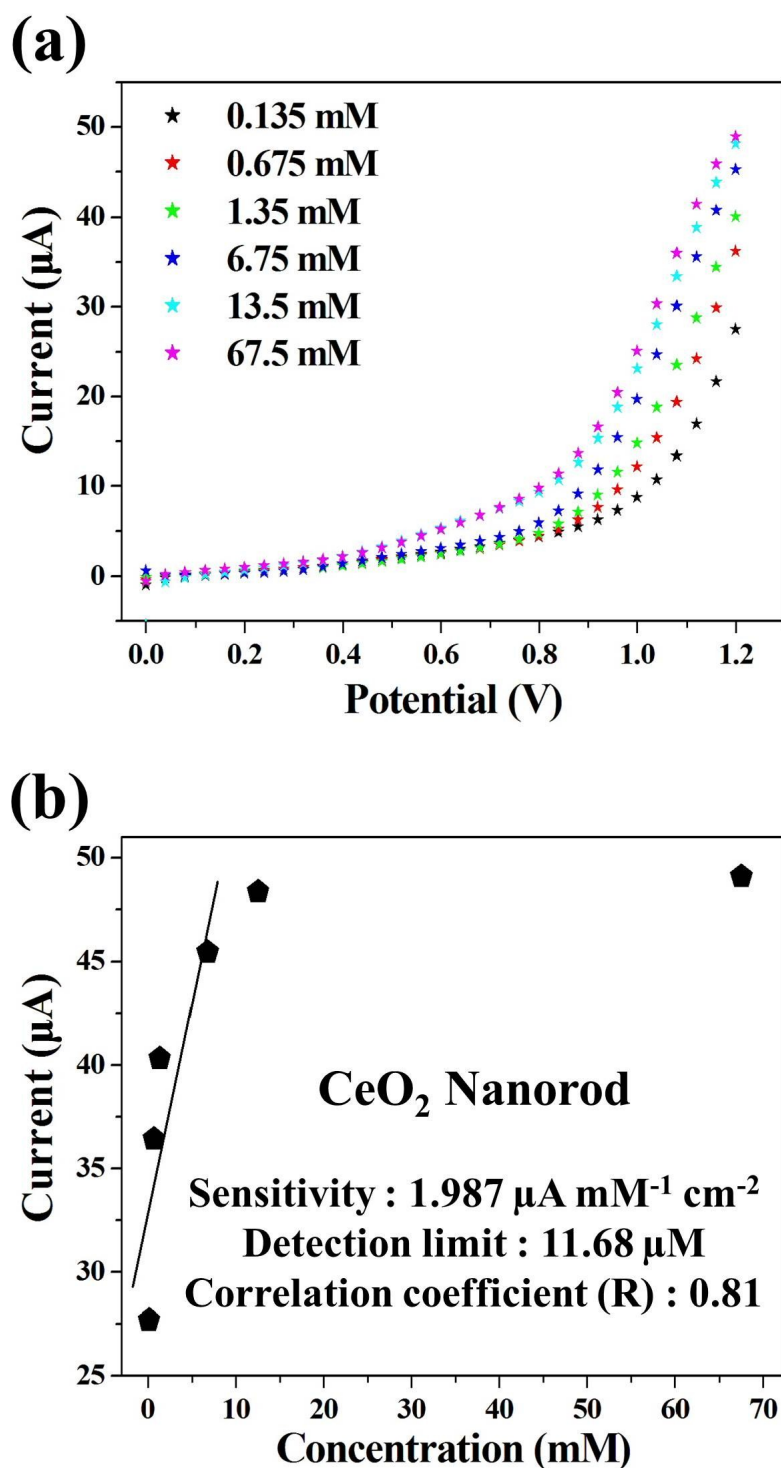 (a)
50
40
30
20
10
0
Current (µA)
0.135 mM
0.675 mM
1.35 mM
6.75 mM
13.5 mM
67.5 mM
0.0 0.2 0.4 0.6 0.8 1.0 1.2
Potential (V)
(b)
50
45
40
35
30
25
Current (µA)
CeO₂ Nanorod
Sensitivity : 1.987 µA mM⁻¹ cm⁻²
Detection limit : 11.68 µM
Correlation coefficient (R) : 0.81
0 10 20 30 40 50 60 70
Concentration (mM)